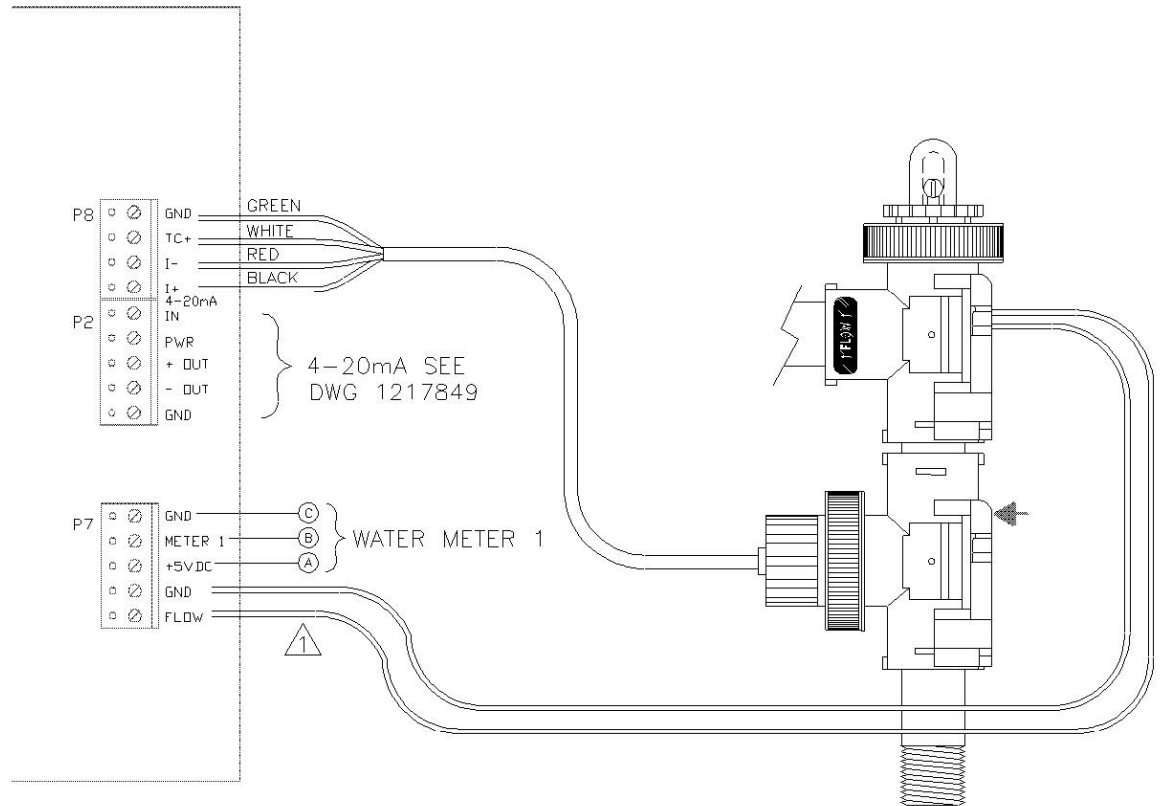 P8
GND GREEN
TC+ WHITE
I- RED
I+ BLACK
P2
4-20mA
IN
PWR
+ OUT
- OUT
GND
4-20mA SEE
DWG 1217849
FLOW
P7
GND C
METER 1 B WATER METER 1
+5VDC A
GND
FLOW
1